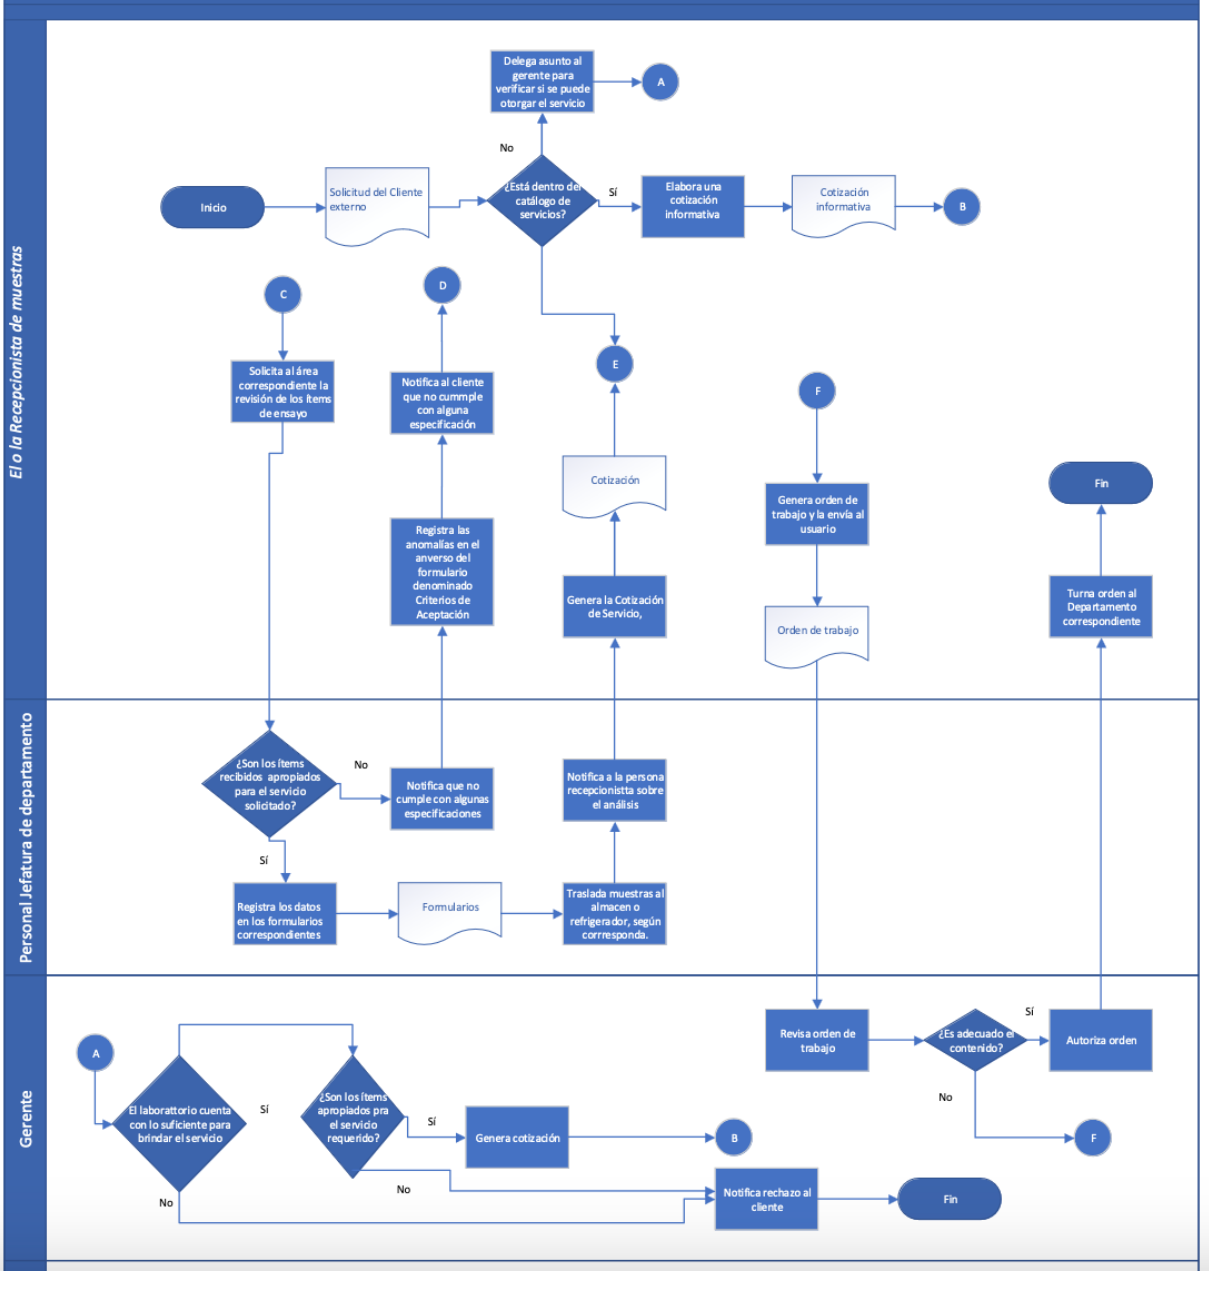 El o la Recepcionista de muestras
Delega asunto al
gerente para
verificar si se puede
otorgar el servicio
A
No
Inicio
Solicitud del Cliente
externo
¿Está dentro del
catálogo de
servicios?
Sí
Elabora una
cotización
informativa
Cotización
informativa
B
C
D
E
F
Solicita al área
correspondiente la
revisión de los ítems
de ensayo
Notifica al cliente
que no cummple
con alguna
especificación
Cotización
Genera orden de
trabajo y la envía al
usuario
Fin
Registra las
anomalías en el
anverso del
formulario
denominado
Criterios de
Aceptación
Genera la Cotización
de Servicio,
Orden de trabajo
Turna orden al
Departamento
correspondiente
Personal Jefatura de departamento
¿Son los ítems
recibidos apropiados
para el servicio
solicitado?
No
Notifica que no
cumple con algunas
especificaciones
Notifica a la persona
recepcionistta sobre
el análisis
Sí
Registra los datos
en los formularios
correspondientes
Formularios
Traslada muestras al
almacen o
refrigerador, según
corrresponda.
Gerente
A
El laborattorio cuenta
con lo suficiente para
brindar el servicio
Sí
No
¿Son los ítems
apropiados pra
el servicio
requerido?
Sí
No
Genera cotización
B
Notifica rechazo al
cliente
Fin
Revisa orden de
trabajo
¿Es adecuado el
contenido?
Sí
No
Autoriza orden
F